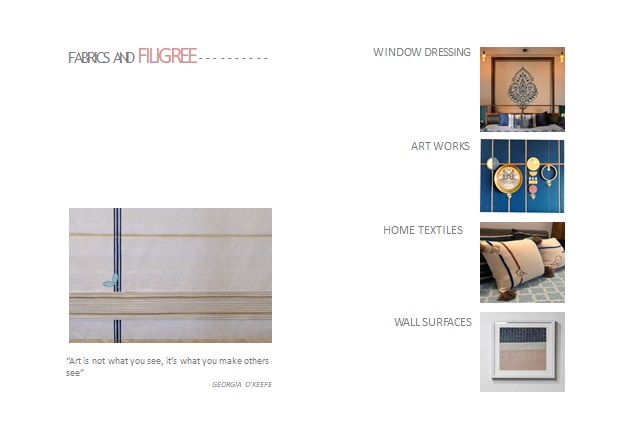 FABRICS AND FILIGREE----------
"Art is not what you see, it's what you make others
see"
GEORGIA O'KEEFE
WINDOW DRESSING
ART WORKS
HOME TEXTILES
WALL SURFACES